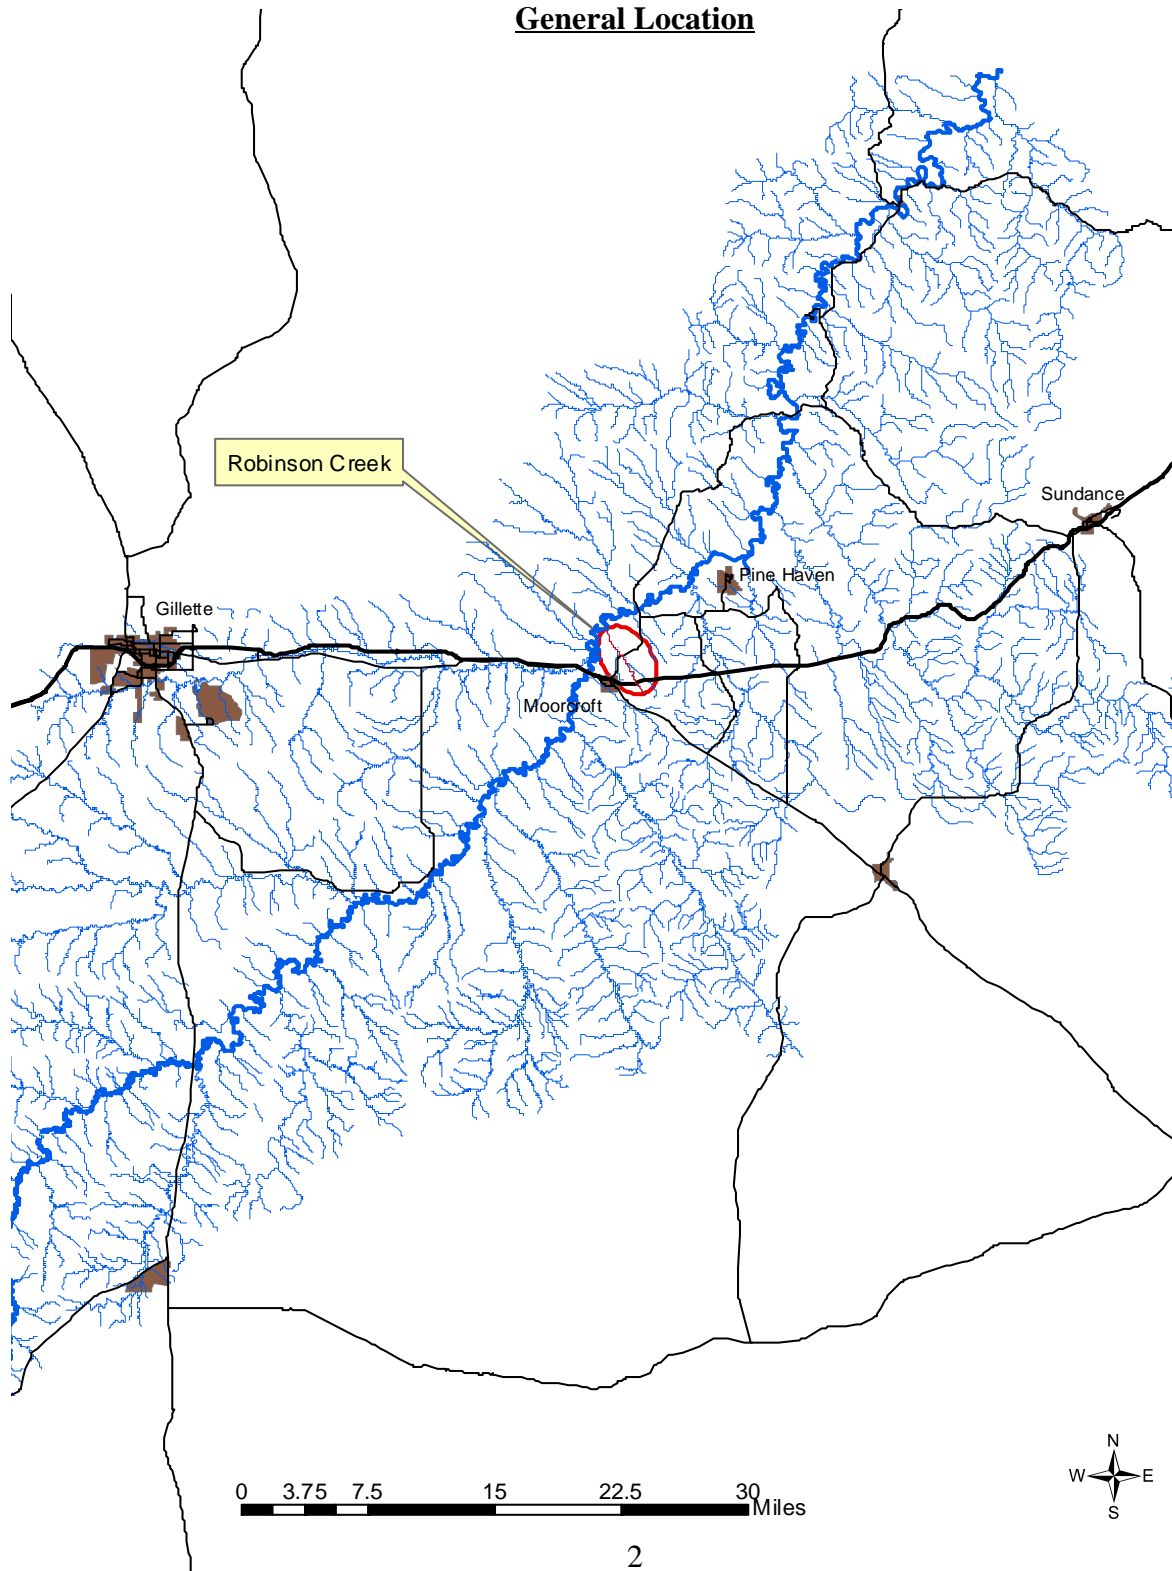 General Location
Robinson Creek
Sundance
Pine Haven
Gillette
Moorcroft
N
W E
S
0 3.75 7.5 15 22.5 30
Miles
2